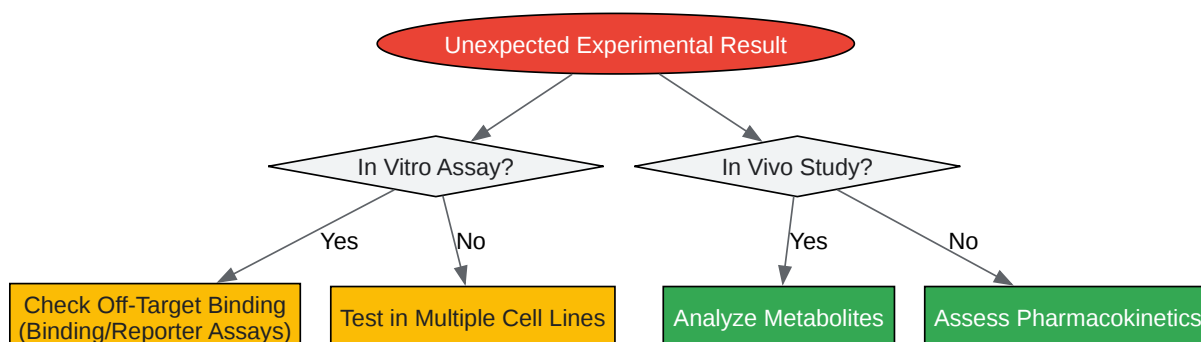 Unexpected Experimental Result
In Vitro Assay?
In Vivo Study?
Yes
No
Yes
No
Check Off-Target Binding
(Binding/Reporter Assays)
Test in Multiple Cell Lines
Analyze Metabolites
Assess Pharmacokinetics